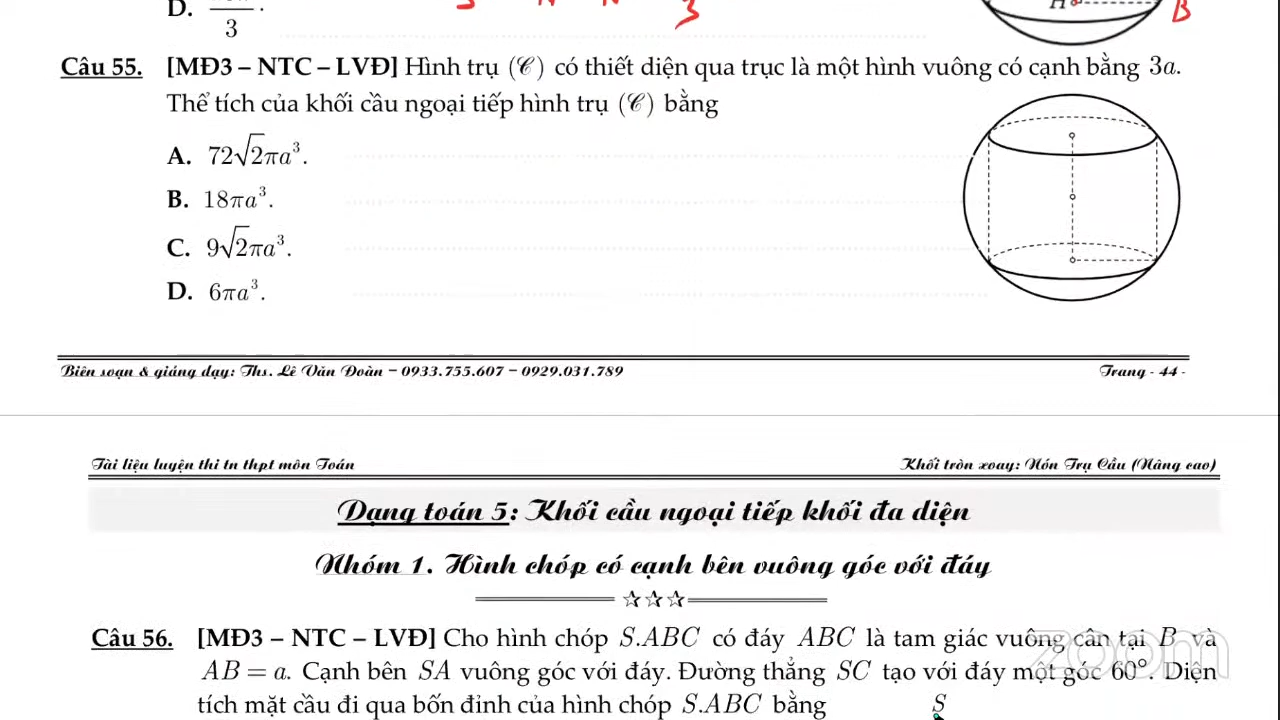 D.
3
H
B
Câu 55. [MĐ3 – NTC – LVĐ] Hình trụ (𝒞) có thiết diện qua trục là một hình vuông có cạnh bằng 3a.
Thể tích của khối cầu ngoại tiếp hình trụ (𝒞) bằng
A. 72√2πa³.
B. 18πa³.
C. 9√2πa³.
D. 6πa³.
Biên soạn & giảng dạy: Ths. Lê Văn Đoàn – 0933.755.607 – 0929.031.789
Trang - 44 -
Tài liệu luyện thi tn thpt môn Toán
Khối tròn xoay: Nón Trụ Cầu (Nâng cao)
Dạng toán 5: Khối cầu ngoại tiếp khối đa diện
Nhóm 1. Hình chóp có cạnh bên vuông góc với đáy
Câu 56. [MĐ3 – NTC – LVĐ] Cho hình chóp S.ABC có đáy ABC là tam giác vuông cân tại B và
AB = a. Cạnh bên SA vuông góc với đáy. Đường thẳng SC tạo với đáy một góc 60°. Diện
tích mặt cầu đi qua bốn đỉnh của hình chóp S.ABC bằng
S
zoom